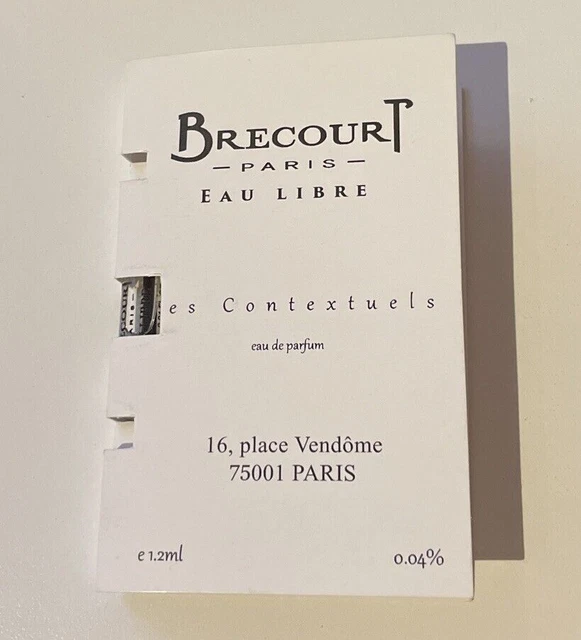 BRECOURT
— PARIS —
EAU LIBRE
es Contextuels
eau de parfum
16, place Vendôme
75001 PARIS
e 1.2ml
0.04%